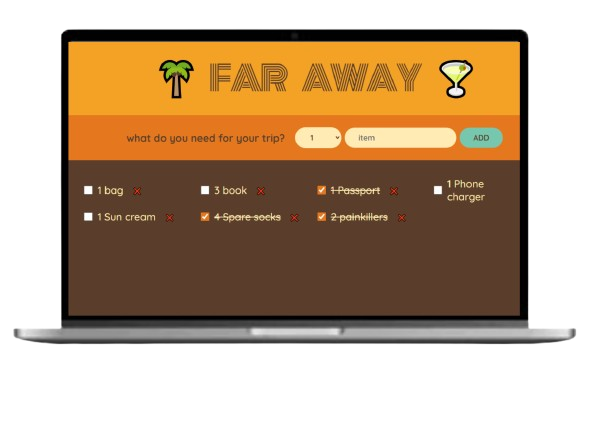 FAR AWAY
what do you need for your trip? 1 item ADD
1 bag 3 book 1 Passport 1 Phone charger
1 Sun cream 4 Spare socks 2 painkillers